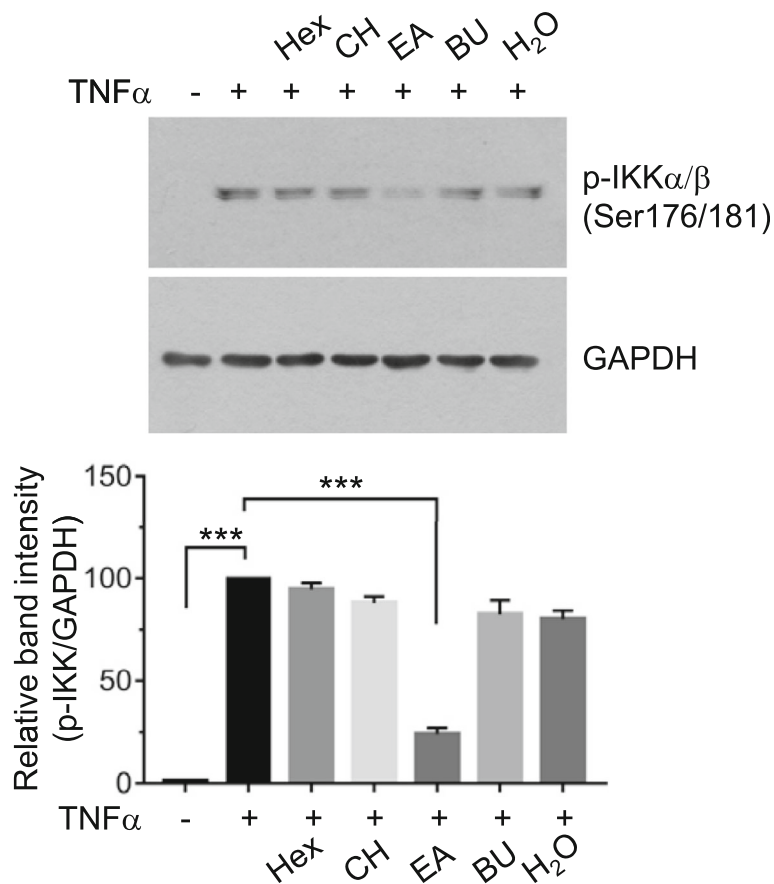 Hex CH EA BU H₂O
TNFα - + + + + + +
p-IKKα/β
(Ser176/181)
GAPDH
Relative band intensity
(p-IKK/GAPDH)
150
100
50
0
***
***
TNFα - + + + + + +
Hex CH EA BU H₂O